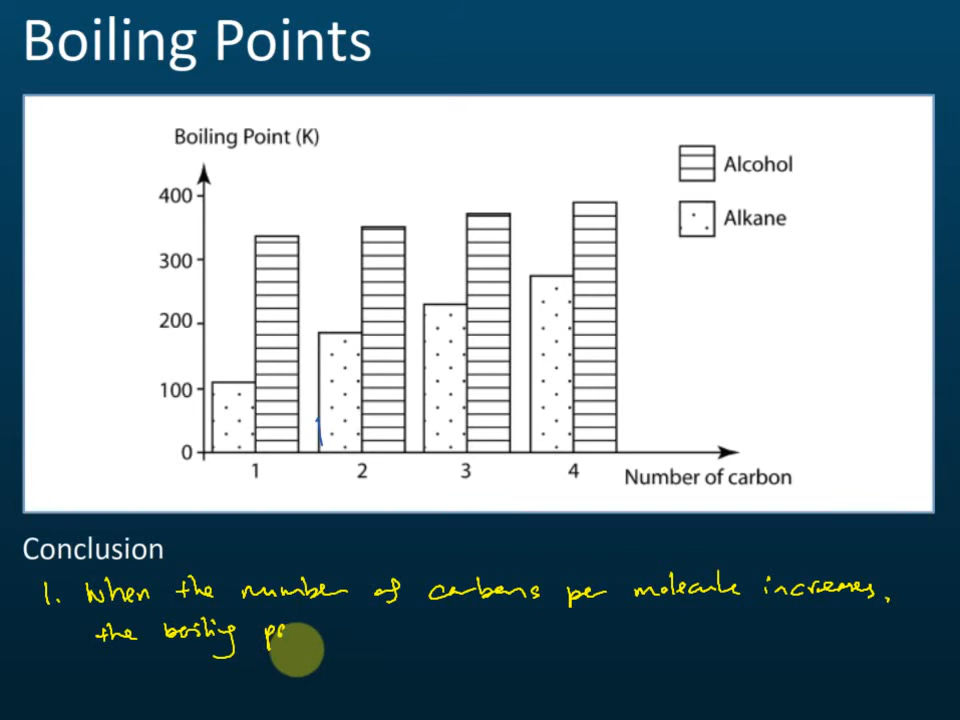 Boiling Points
Boiling Point (K)
Alcohol
Alkane
400
300
200
100
0
1 2 3 4
Number of carbon
Conclusion
1. When the number of carbons per molecule increases,
the boiling po